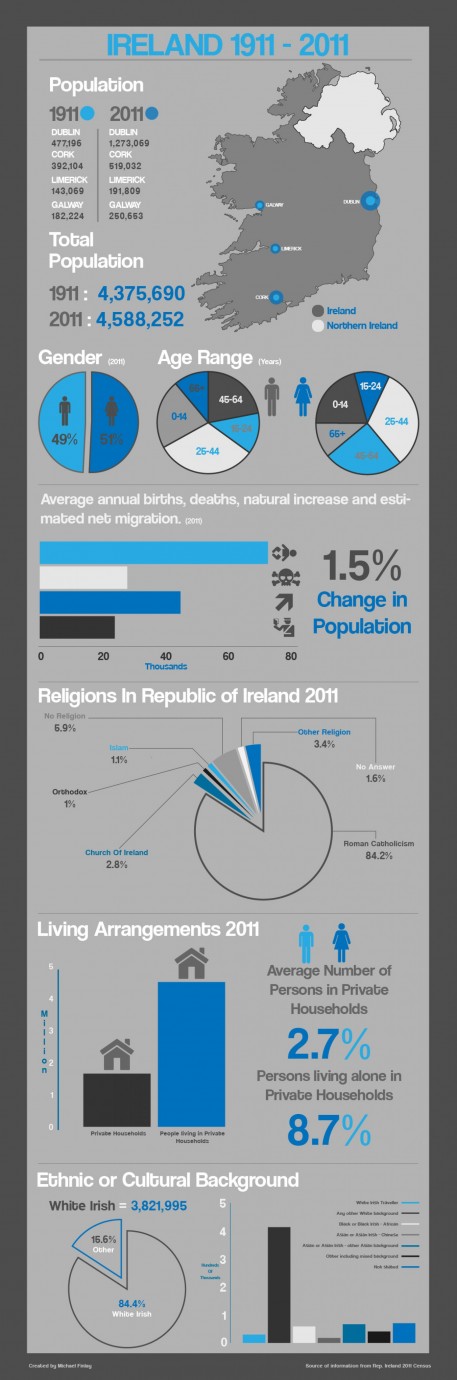 IRELAND 1911 - 2011
Population
1911 2011
DUBLIN DUBLIN
477,196 1,273,069
CORK CORK
392,104 519,032
LIMERICK LIMERICK
143,069 191,809
GALWAY GALWAY
182,224 250,653
Total
Population
1911 : 4,375,690
2011 : 4,588,252
GALWAY
DUBLIN
LIMERICK
CORK
Ireland
Northern Ireland
Gender (2011)
Age Range (Years)
49%
51%
65+
45-64
0-14
15-24
25-44
15-24
0-14
25-44
65+
45-64
Average annual births, deaths, natural increase and esti-
mated net migration. (2011)
1.5%
Change in
Population
0 20 40 60 80
Thousands
Religions In Republic of Ireland 2011
No Religion
5.9%
Other Religion
3.4%
Islam
1.1%
No Answer
1.6%
Orthodox
1%
Church Of Ireland
2.8%
Roman Catholicism
84.2%
Living Arrangements 2011
5
4
3
2
1
0
Million
Private Households
People living in Private
Households
Average Number of
Persons in Private
Households
2.7%
Persons living alone in
Private Households
8.7%
Ethnic or Cultural Background
White Irish = 3,821,995
16.6%
Other
84.4%
White Irish
5
4
3
2
1
0
Hundreds
Of
Thousands
White Irish Traveller
Any other White background
Black or Black Irish - African
Asian or Asian Irish - Chinese
Asian or Asian Irish - other Asian background
Other including mixed background
Not stated
Created by Michael Finlay
Source of information from Rep. Ireland 2011 Census